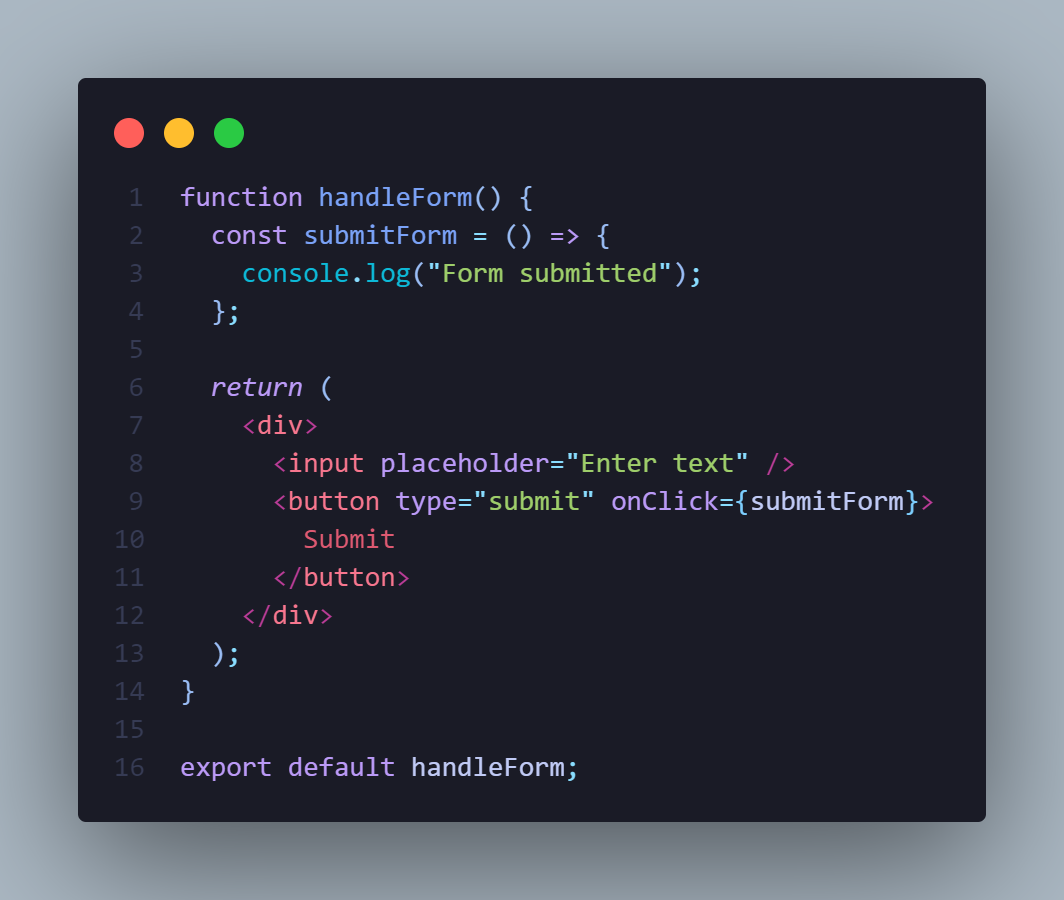 1 function handleForm() {
2   const submitForm = () => {
3     console.log("Form submitted");
4   };
5
6   return (
7     <div>
8       <input placeholder="Enter text" />
9       <button type="submit" onClick={submitForm}>
10         Submit
11       </button>
12     </div>
13   );
14 }
15
16 export default handleForm;